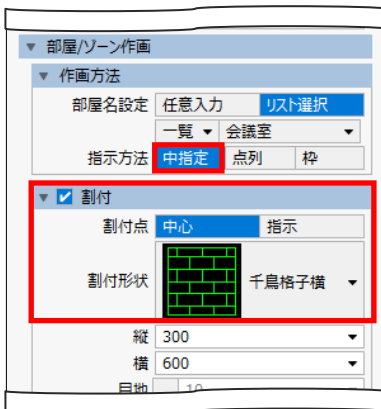 部屋/ゾーン作画
作画方法
部屋名設定 任意入力 リスト選択
一覧 会議室
指示方法 中指定 点列 枠
割付
割付点 中心 指示
割付形状 千鳥格子横
縦 300
横 600
目地 10